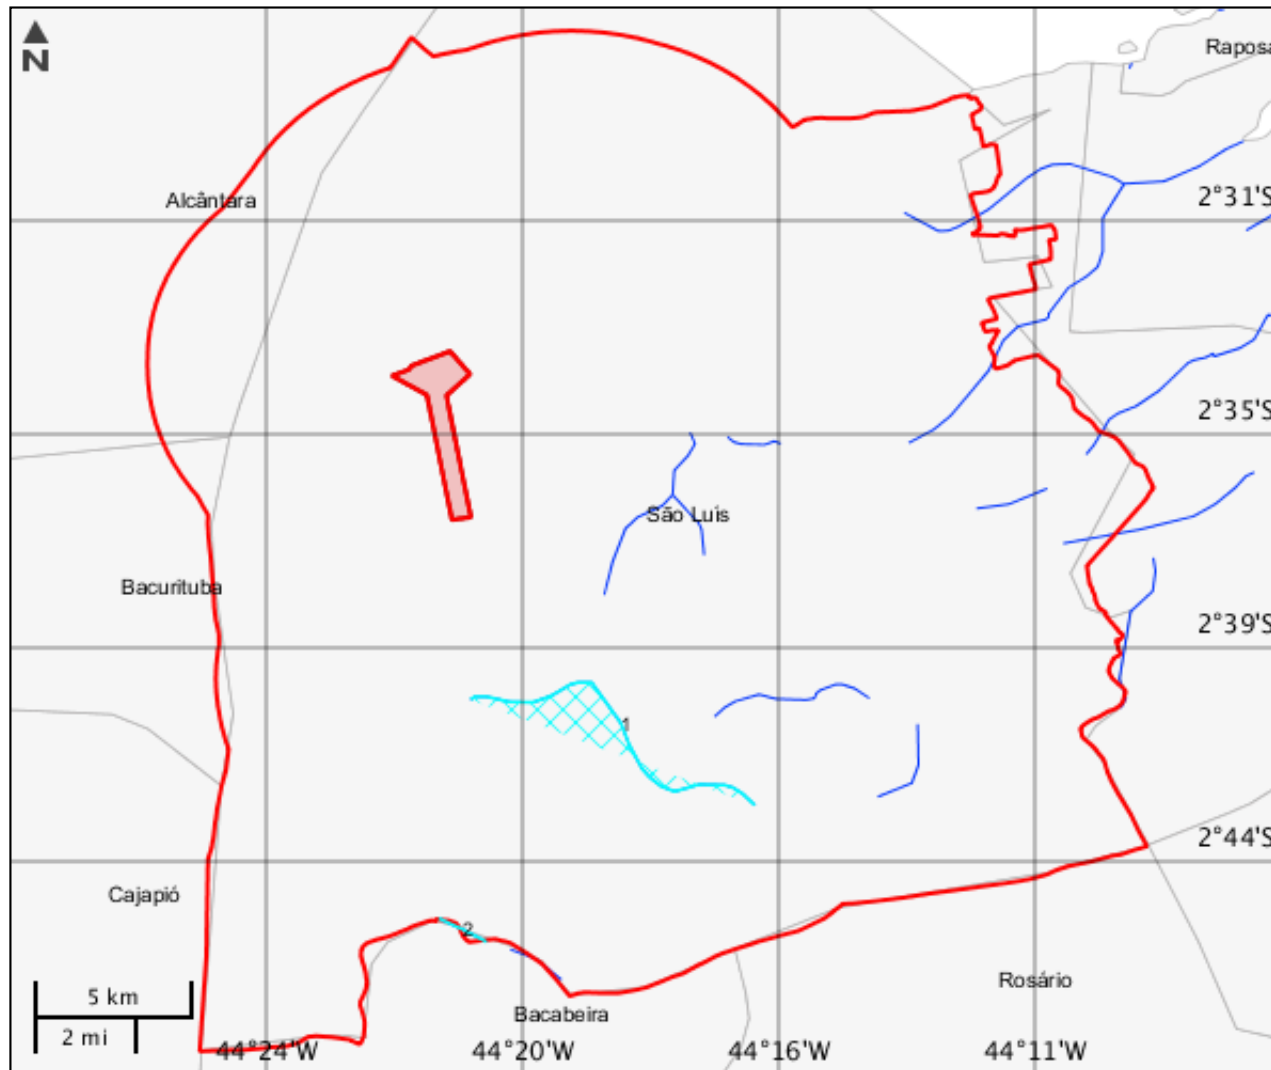 N
Raposa
Alcântara
2°31'S
2°35'S
São Luís
Bacurituba
2°39'S
1
2°44'S
Cajapió
2
Rosário
5 km
Bacabeira
2 mi
44°24'W
44°20'W
44°16'W
44°11'W